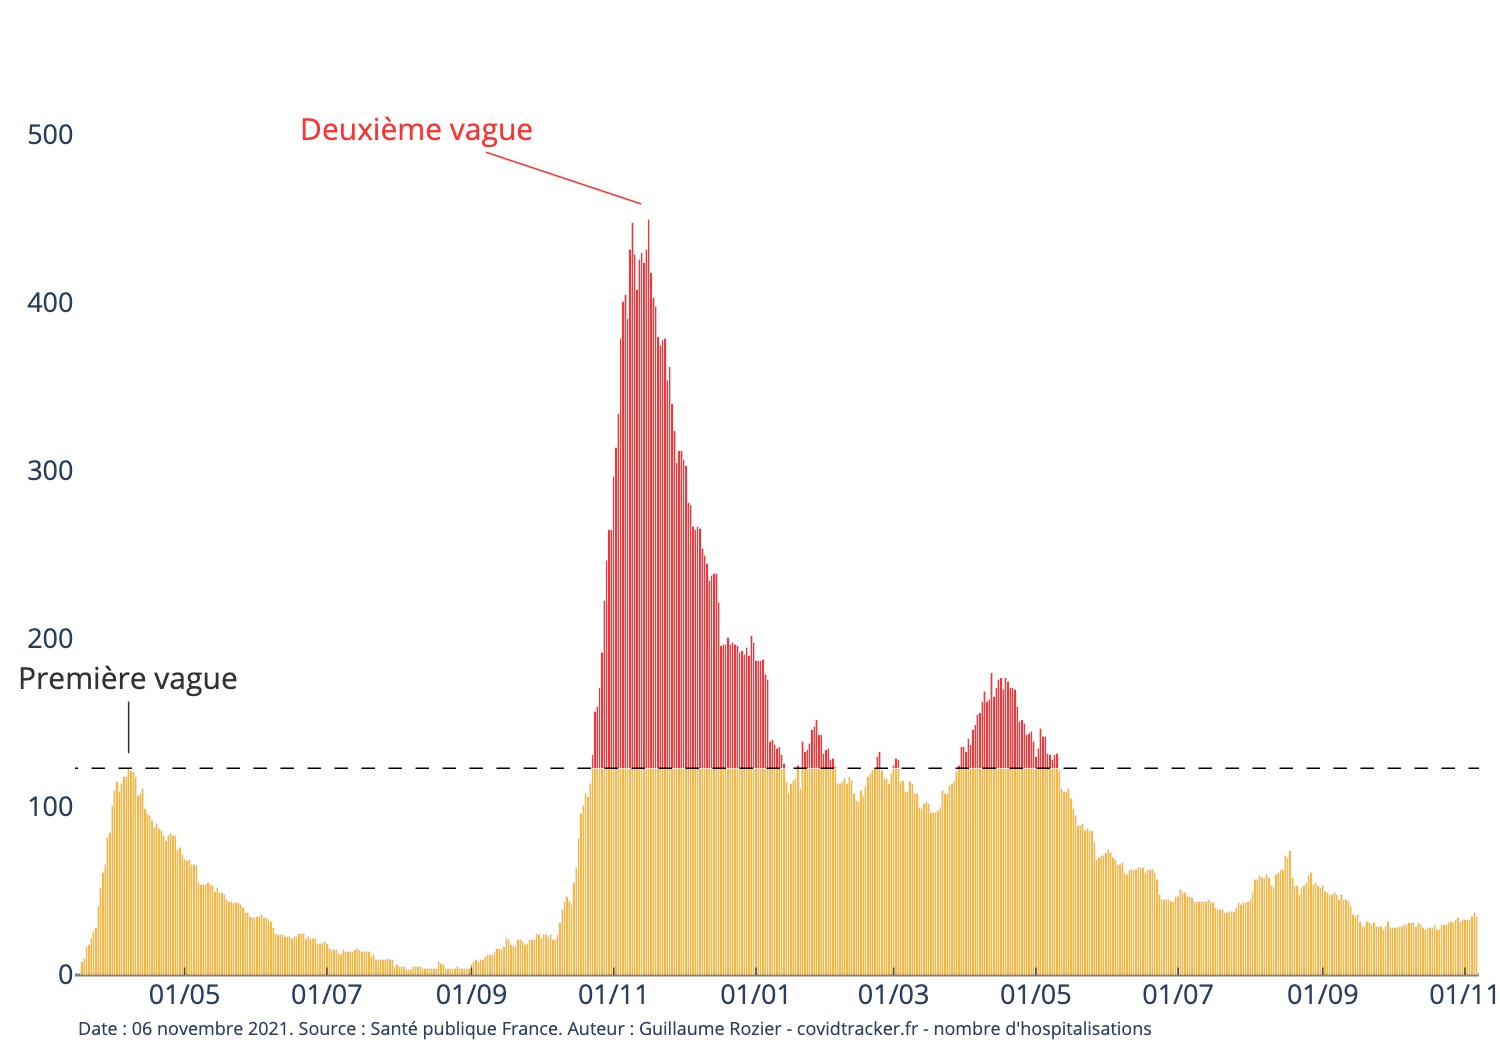 500
Deuxième vague
400
300
200
Première vague
100
0
01/05 01/07 01/09 01/11 01/01 01/03 01/05 01/07 01/09 01/11
Date : 06 novembre 2021. Source : Santé publique France. Auteur : Guillaume Rozier - covidtracker.fr - nombre d'hospitalisations